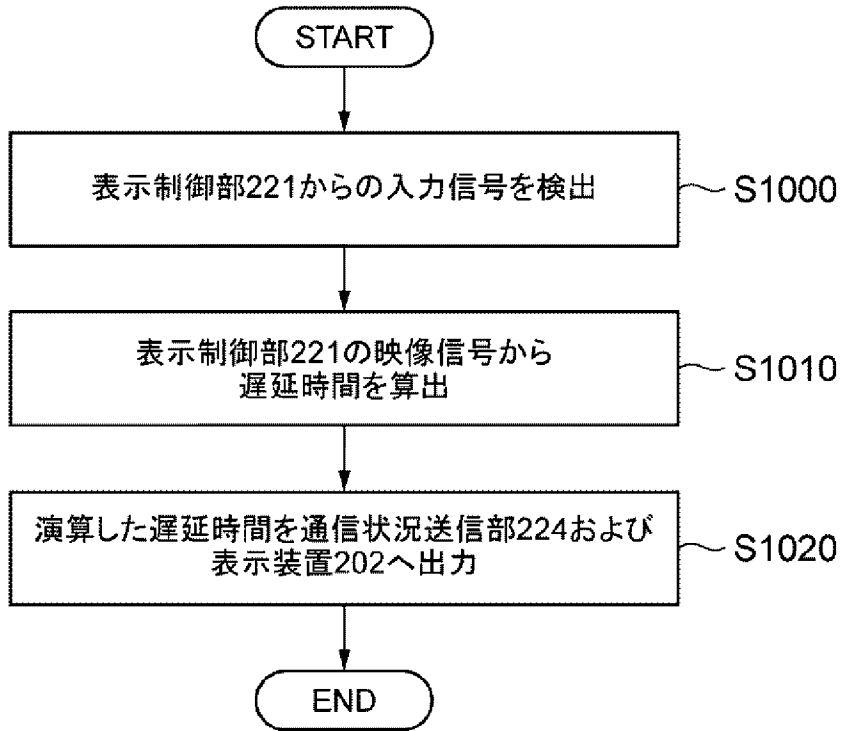 START
表示制御部221からの入力信号を検出
S1000
表示制御部221の映像信号から
遅延時間を算出
S1010
演算した遅延時間を通信状況送信部224および
表示装置202へ出力
S1020
END